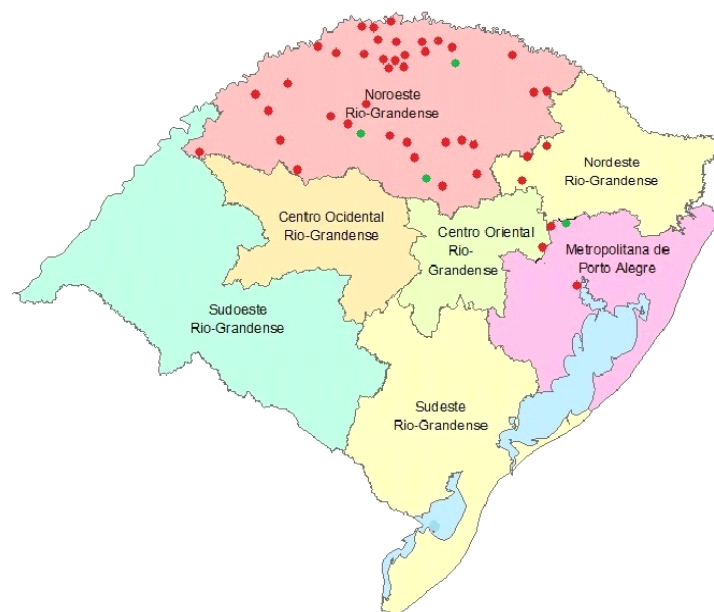 Noroeste
Rio-Grandense
Nordeste
Rio-Grandense
Centro Ocidental
Rio-Grandense
Centro Oriental
Rio-
Grandense
Metropolitana de
Porto Alegre
Sudoeste
Rio-Grandense
Sudeste
Rio-Grandense